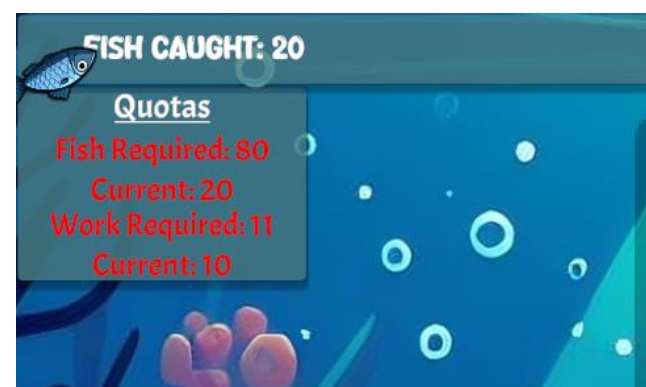 FISH CAUGHT: 20
Quotas
Fish Required: 80
Current: 20
Work Required: 11
Current: 10